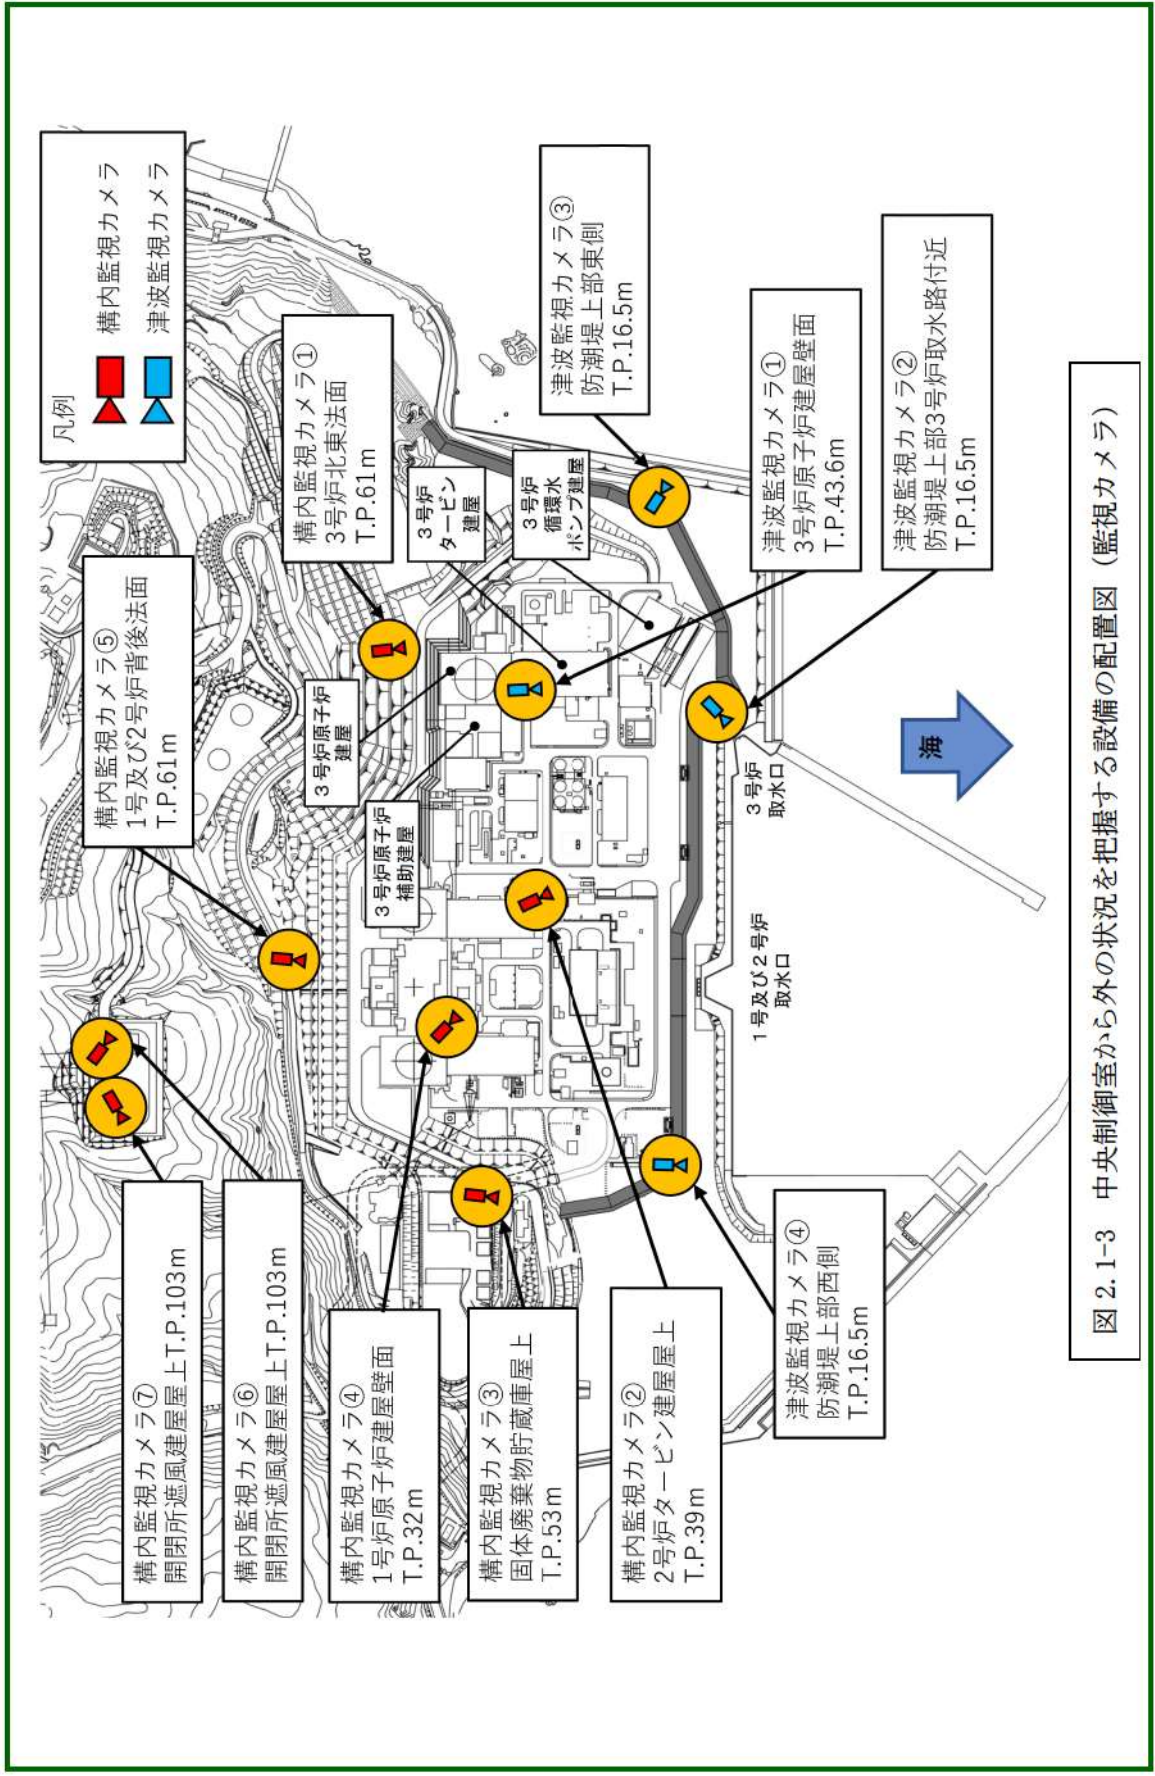 構内監視カメラ⑦
開閉所遮風建屋屋上T.P.103m
構内監視カメラ⑥
開閉所遮風建屋屋上T.P.103m
構内監視カメラ④
1号炉原子炉建屋壁面
T.P.32m
構内監視カメラ③
固体廃棄物貯蔵庫屋上
T.P.53m
構内監視カメラ②
2号炉タービン建屋屋上
T.P.39m
津波監視カメラ④
防潮堤上部西側
T.P.16.5m
構内監視カメラ⑤
1号及び2号炉背後法面
T.P.61m
3号炉原子炉
建屋
3号炉原子炉
補助建屋
構内監視カメラ①
3号炉北東法面
T.P.61m
3号炉
タービン
建屋
3号炉
循環水
ポンプ建屋
凡例
構内監視カメラ
津波監視カメラ
津波監視カメラ③
防潮堤上部東側
T.P.16.5m
津波監視カメラ①
3号炉原子炉建屋壁面
T.P.43.6m
津波監視カメラ②
防潮堤上部3号炉取水路付近
T.P.16.5m
1号及び2号炉
取水口
3号炉
取水口
海
図 2.1-3 中央制御室から外の状況を把握する設備の配置図（監視カメラ）